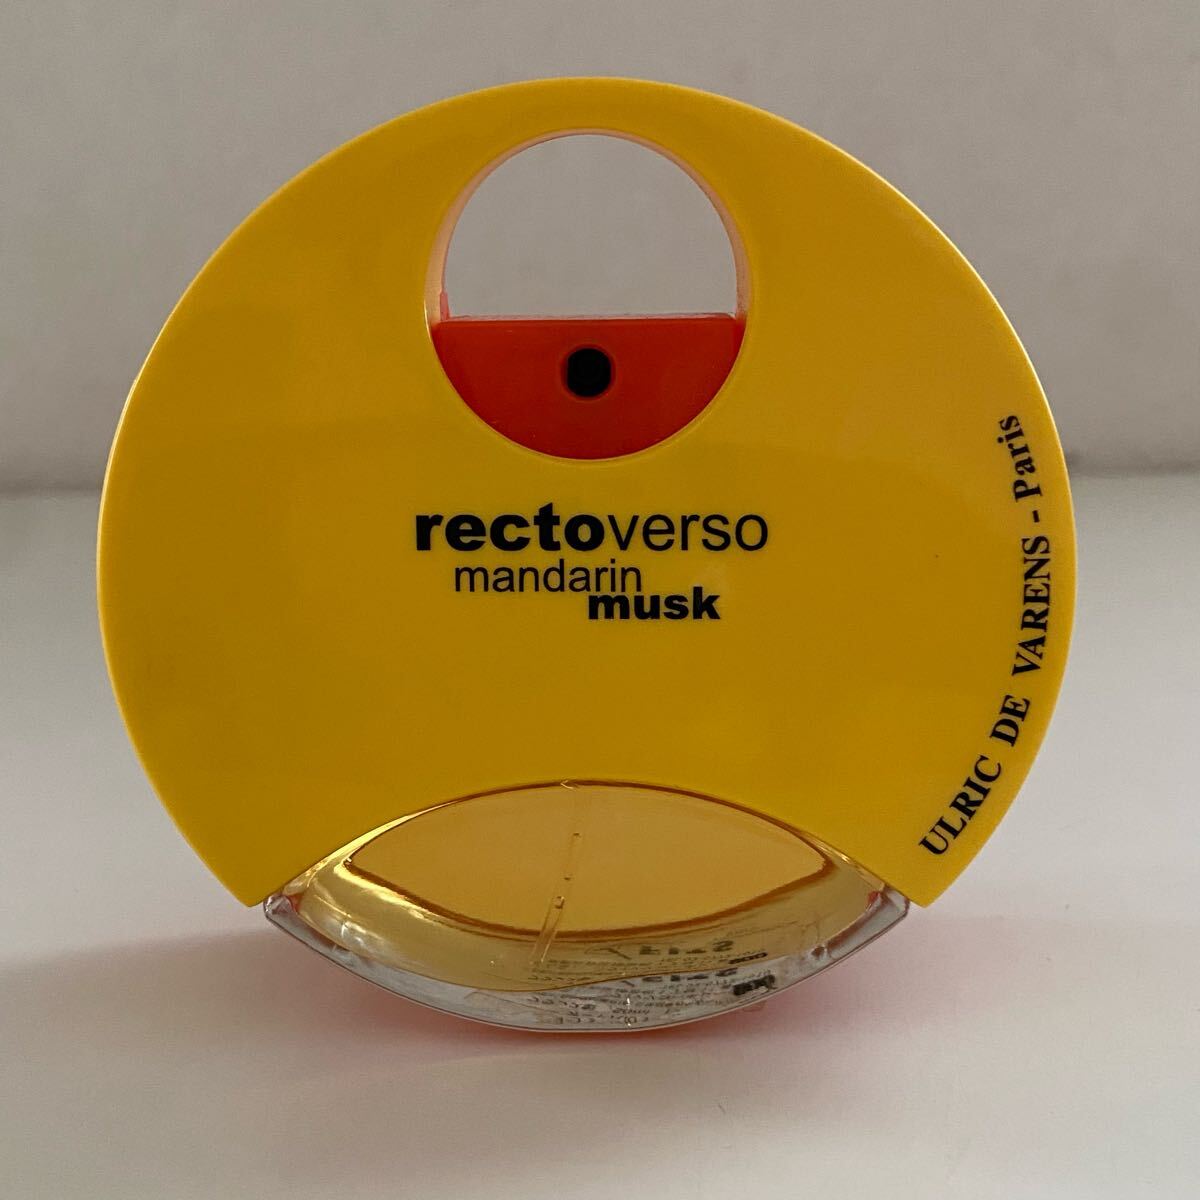 rectoverso
mandarin
musk
ULRIC DE VARENS - Paris